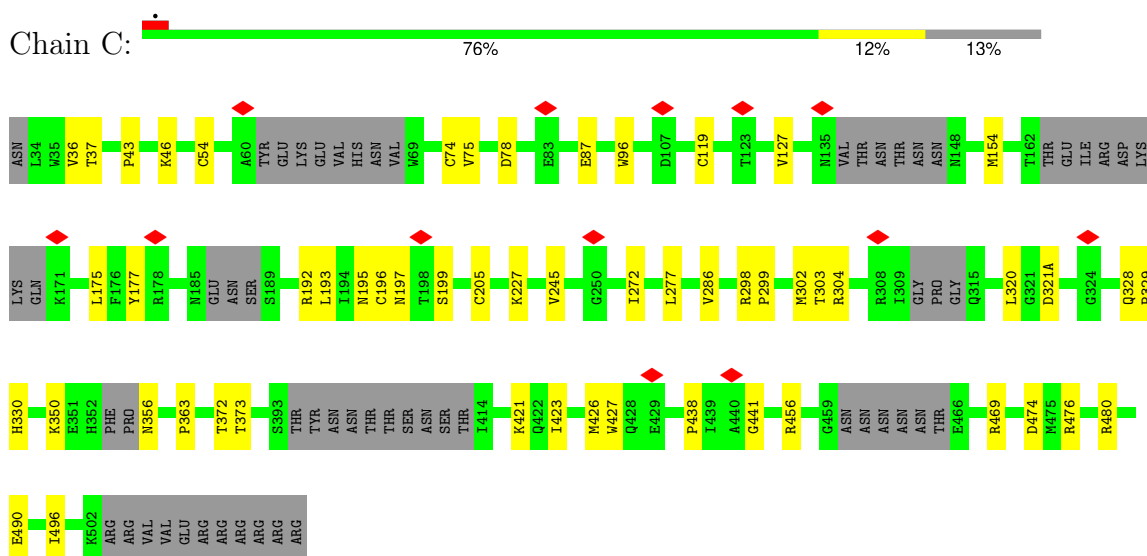 Chain C:
76% 12% 13%
ASN L34 W35 V36 T37 P43 K46 C54 A60 TYR GLU LYS GLU VAL HIS ASN VAL W69 C74 V75 D78 E83 E87 W96 D107 C119 T123 V127 N135 VAL THR ASN THR ASN ASN N148 M154 T162 THR GLU ILE ARG ASP LYS
LYS GLN K171 L175 F176 Y177 R178 N185 GLU ASN SER S189 R192 L193 I194 N195 C196 N197 T198 S199 C205 K227 V245 G250 I272 L277 V286 R298 P299 M302 T303 R304 R308 I309 GLY PRO GLY Q315 L320 G321 D321A G324 Q328 R329
H330 K350 E351 H352 PHE PRO N356 P363 T372 T373 S393 THR TYR ASN ASN THR THR SER ASN SER THR I414 K421 Q422 I423 M426 W427 Q428 E429 P438 I439 A440 G441 R456 G459 ASN ASN ASN ASN ASN THR E466 R469 D474 M475 R476 R480
E490 I496 K502 ARG ARG VAL VAL GLU ARG ARG ARG ARG ARG ARG